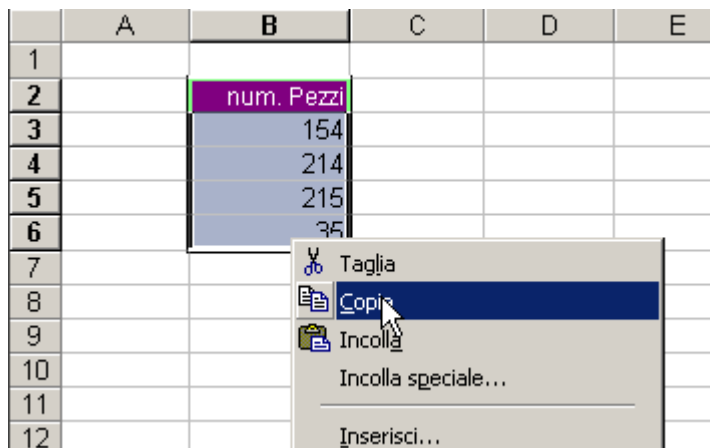 A B C D E
1
2 num. Pezzi
3 154
4 214
5 215
6 35
7 Taglia
8 Copia
9 Incolla
10 Incolla speciale...
11
12 Inserisci...